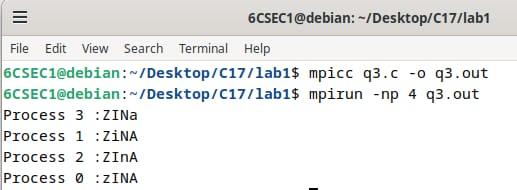 6CSEC1@debian: ~/Desktop/C17/lab1
File Edit View Search Terminal Help
6CSEC1@debian:~/Desktop/C17/lab1$ mpicc q3.c -o q3.out
6CSEC1@debian:~/Desktop/C17/lab1$ mpirun -np 4 q3.out
Process 3 :ZINa
Process 1 :ZiNA
Process 2 :ZInA
Process 0 :zINA